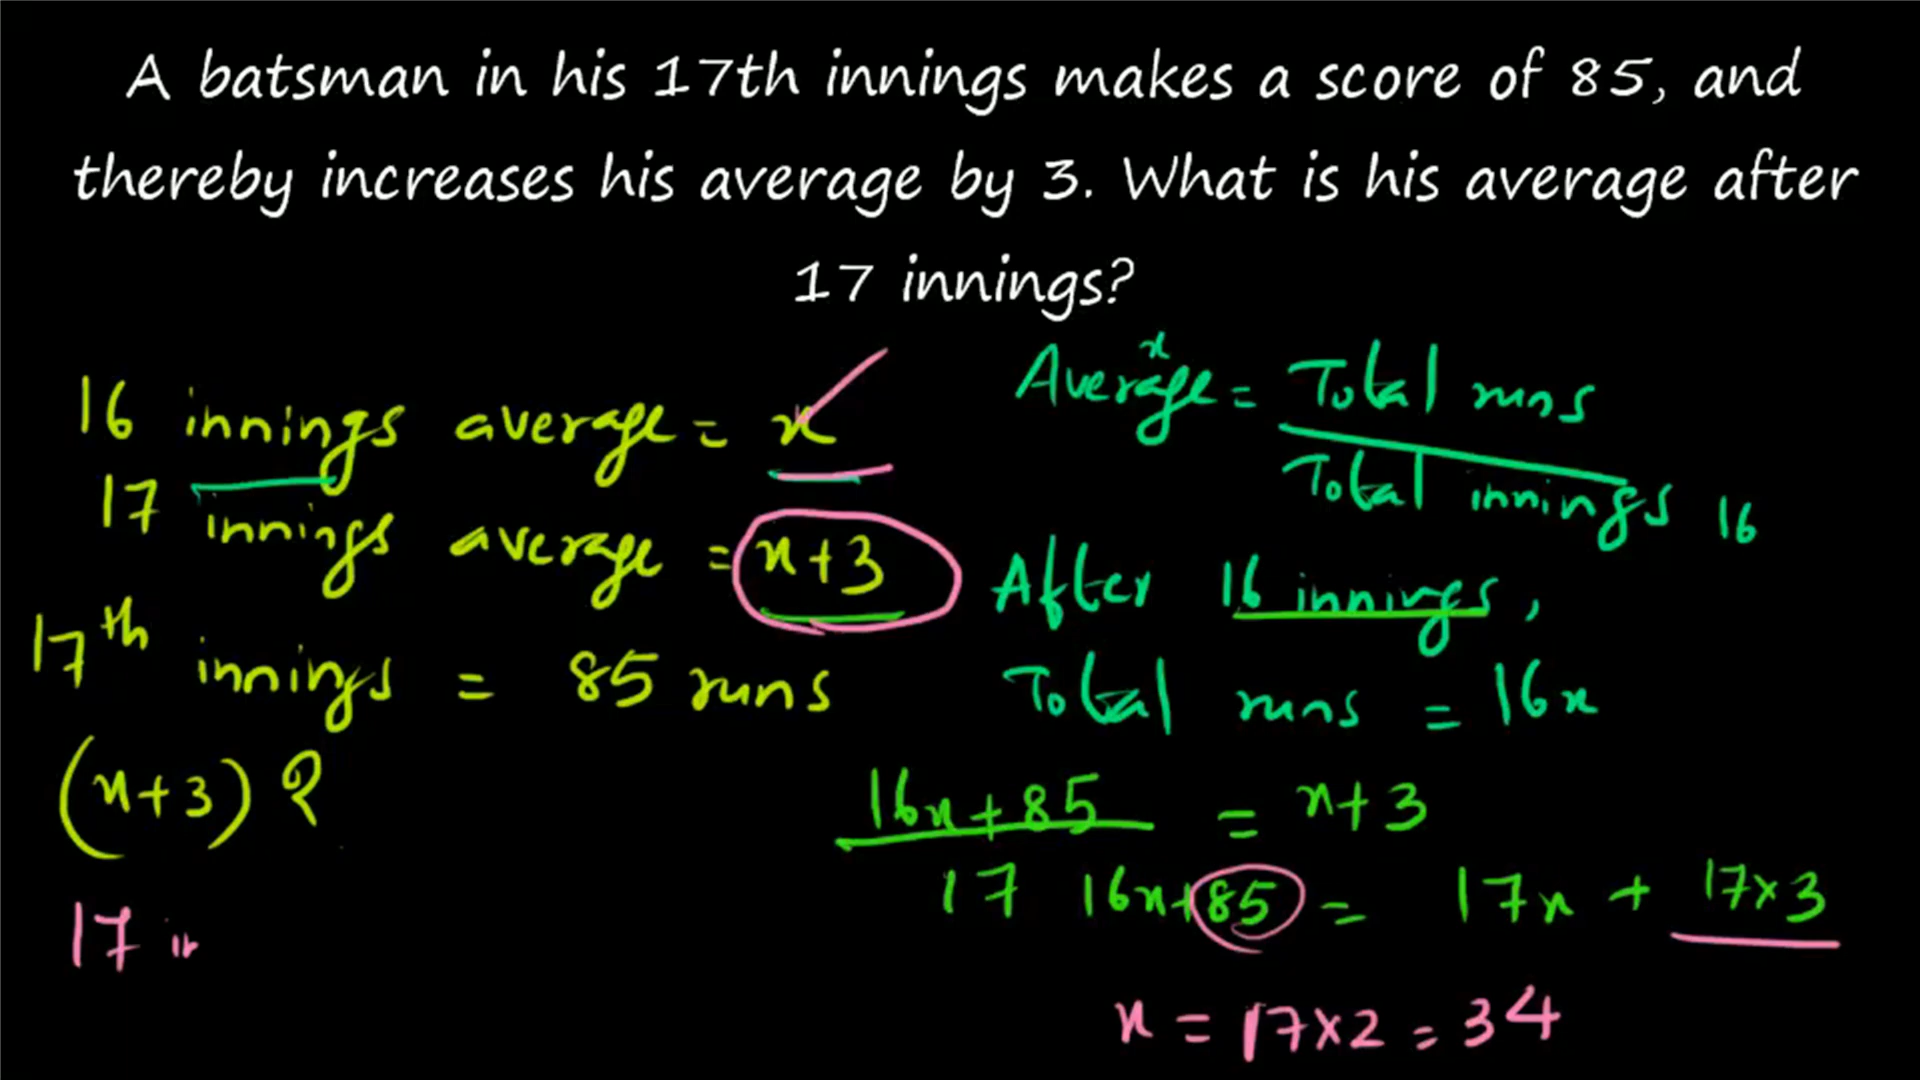 A batsman in his 17th innings makes a score of 85, and
thereby increases his average by 3. What is his average after
17 innings?
16 innings average = x
17 innings average = x+3
17th innings = 85 runs
(x+3) ?
17 in
Average = Total runs
x
Total innings 16
After 16 innings,
Total runs = 16x
16x+85 = x+3
17
16x+85 = 17x + 17×3
x = 17×2 = 34